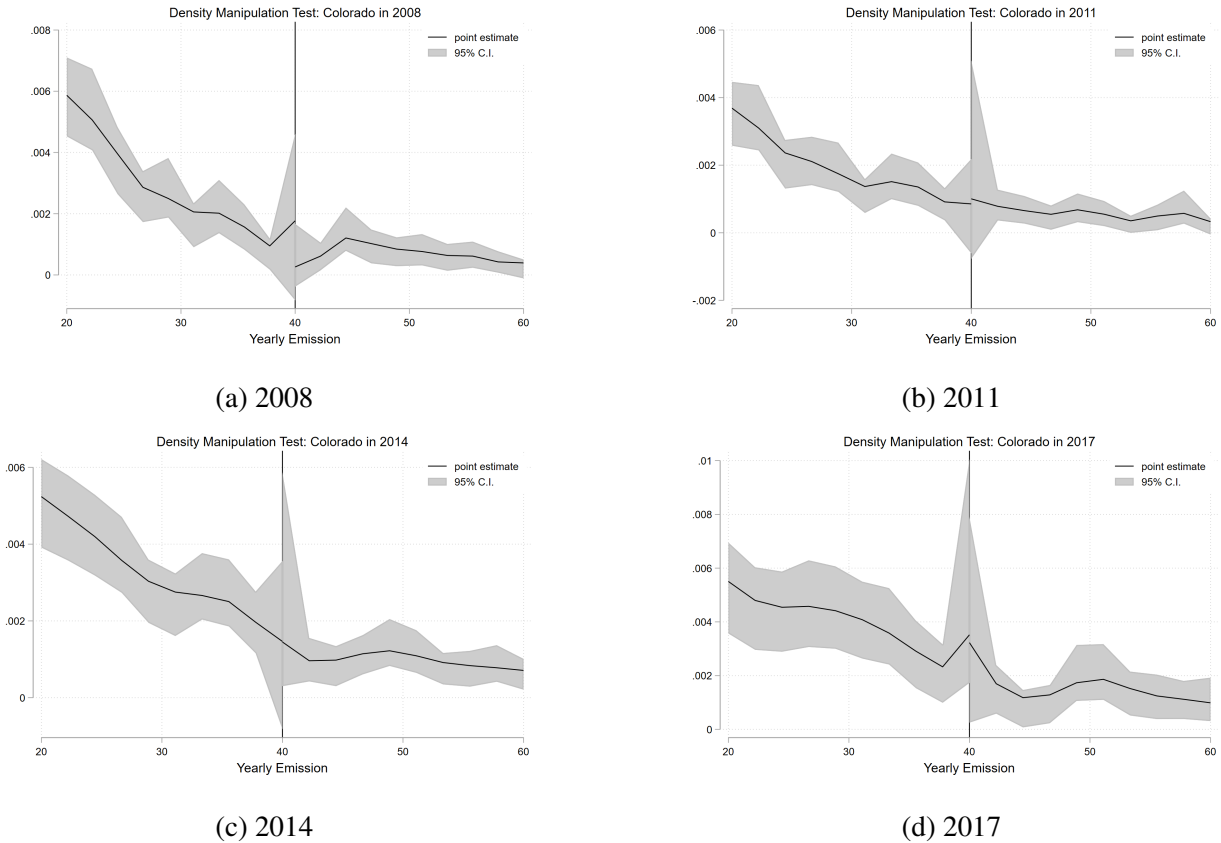 Density Manipulation Test: Colorado in 2008
.008
.006
.004
.002
0
point estimate
95% C.I.
20 30 40 50 60
Yearly Emission
(a) 2008
Density Manipulation Test: Colorado in 2011
.006
.004
.002
0
-.002
point estimate
95% C.I.
20 30 40 50 60
Yearly Emission
(b) 2011
Density Manipulation Test: Colorado in 2014
.006
.004
.002
0
point estimate
95% C.I.
20 30 40 50 60
Yearly Emission
(c) 2014
Density Manipulation Test: Colorado in 2017
.01
.008
.006
.004
.002
0
point estimate
95% C.I.
20 30 40 50 60
Yearly Emission
(d) 2017